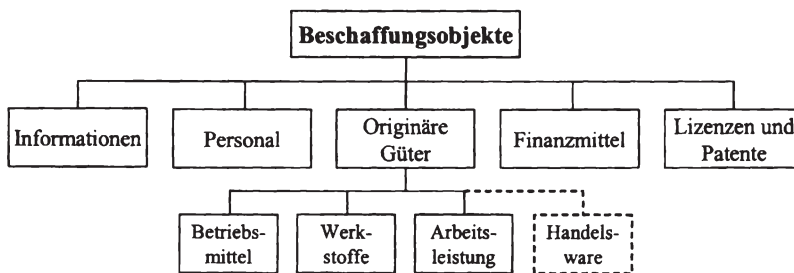 Beschaffungsobjekte
Informationen
Personal
Originäre
Güter
Finanzmittel
Lizenzen und
Patente
Betriebs-
mittel
Werk-
stoffe
Arbeits-
leistung
Handels-
ware